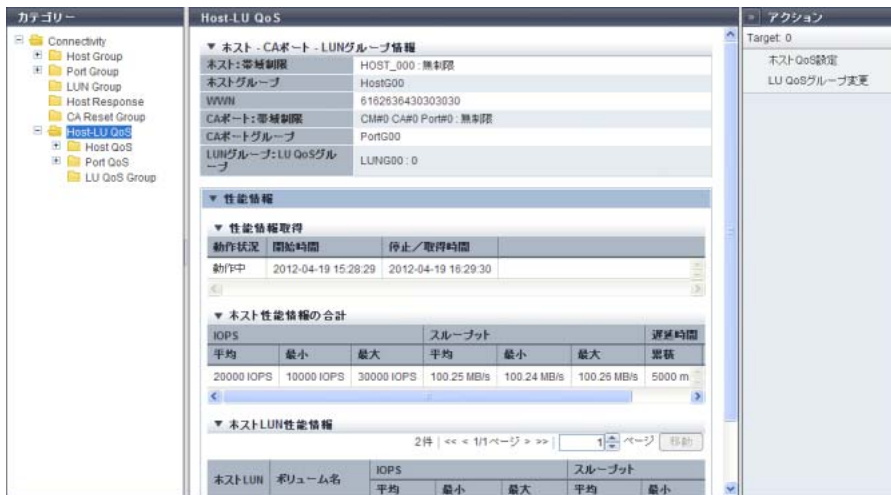 カテゴリー
Connectivity
Host Group
Port Group
LUN Group
Host Response
CA Reset Group
Host-LU QoS
Host QoS
Port QoS
LU QoS Group
Host-LU QoS
▼ ホスト - CAポート - LUNグループ情報
ホスト:帯域制限 HOST_000 : 無制限
ホストグループ HostG00
WWN 6162636430303030
CAポート:帯域制限 CM#0 CA#0 Port#0 : 無制限
CAポートグループ PortG00
LUNグループ:LU QoSグループ LUNG00 : 0
▼ 性能情報
▼ 性能情報取得
動作状況 開始時間 停止/取得時間
動作中 2012-04-19 15:28:29 2012-04-19 16:29:30
▼ ホスト性能情報の合計
IOPS スループット 遅延時間
平均 最小 最大 平均 最小 最大 累積
20000 IOPS 10000 IOPS 30000 IOPS 100.25 MB/s 100.24 MB/s 100.26 MB/s 5000 m
▼ ホストLUN性能情報
2件 | << < 1/1ページ > >> | 1 ページ 移動
ホストLUN ボリューム名 IOPS スループット
平均 最小 最大 平均 最小
» アクション
Target: 0
ホストQoS設定
LU QoSグループ変更